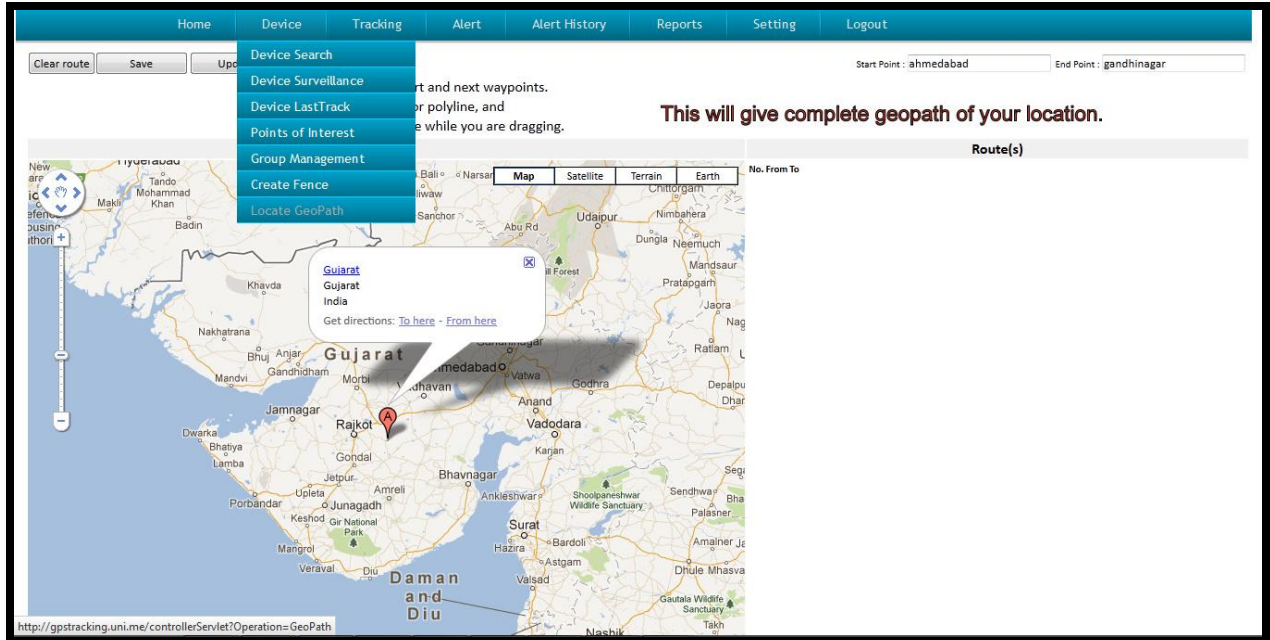 Home Device Tracking Alert Alert History Reports Setting Logout
Clear route Save
Start Point : ahmedabad End Point : gandhinagar
Device Search
Device Surveillance
Device LastTrack
Points of Interest
Group Management
Create Fence
Locate GeoPath
and next waypoints.
polyline, and
while you are dragging.
This will give complete geopath of your location.
Route(s)
No. From To
Map Satellite Terrain Earth
New
Tando
Mohammad
Khan
Makli
Badin
Bali
Sanchor
Abu Rd
Udaipur
Chittorgarh
Nimbahera
Dungla
Neemuch
Mandsaur
Pratapgarh
Forest
Jaora
Ratlam
Khavda
Nakhatrana
Bhuj
Anjar
Gandhidham
Mandvi
Gujarat
Gujarat
Gujarat
India
Get directions: To here - From here
Morbi
Vatwa
Godhra
Anand
Vadodara
Karjan
Jamnagar
Rajkot
A
Dwarka
Bhatiya
Lamba
Gondal
Jetpur
Upleta
Amreli
Bhavnagar
Porbandar
Junagadh
Keshod
Gir National
Park
Mangrol
Veraval
Diu
Daman
and
Diu
Ankleshwar
Shoolpaneshwar
Wildlife Sanctuary
Sendhwa
Palasner
Surat
Hazira
Bardoli
Astgam
Valsad
Amalner
Dhule
Gautala Wildlife
Sanctuary
Nashik
http://gpstracking.uni.me/controllerServlet?Operation=GeoPath